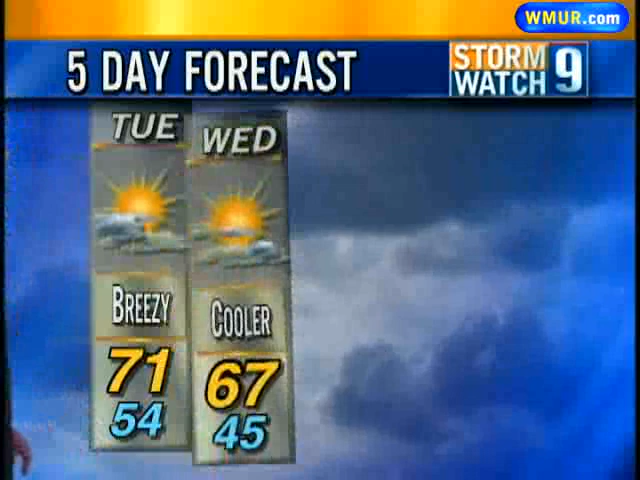 WMUR.com
5 DAY FORECAST
STORM
WATCH 9
TUE
WED
BREEZY
COOLER
71
67
54
45